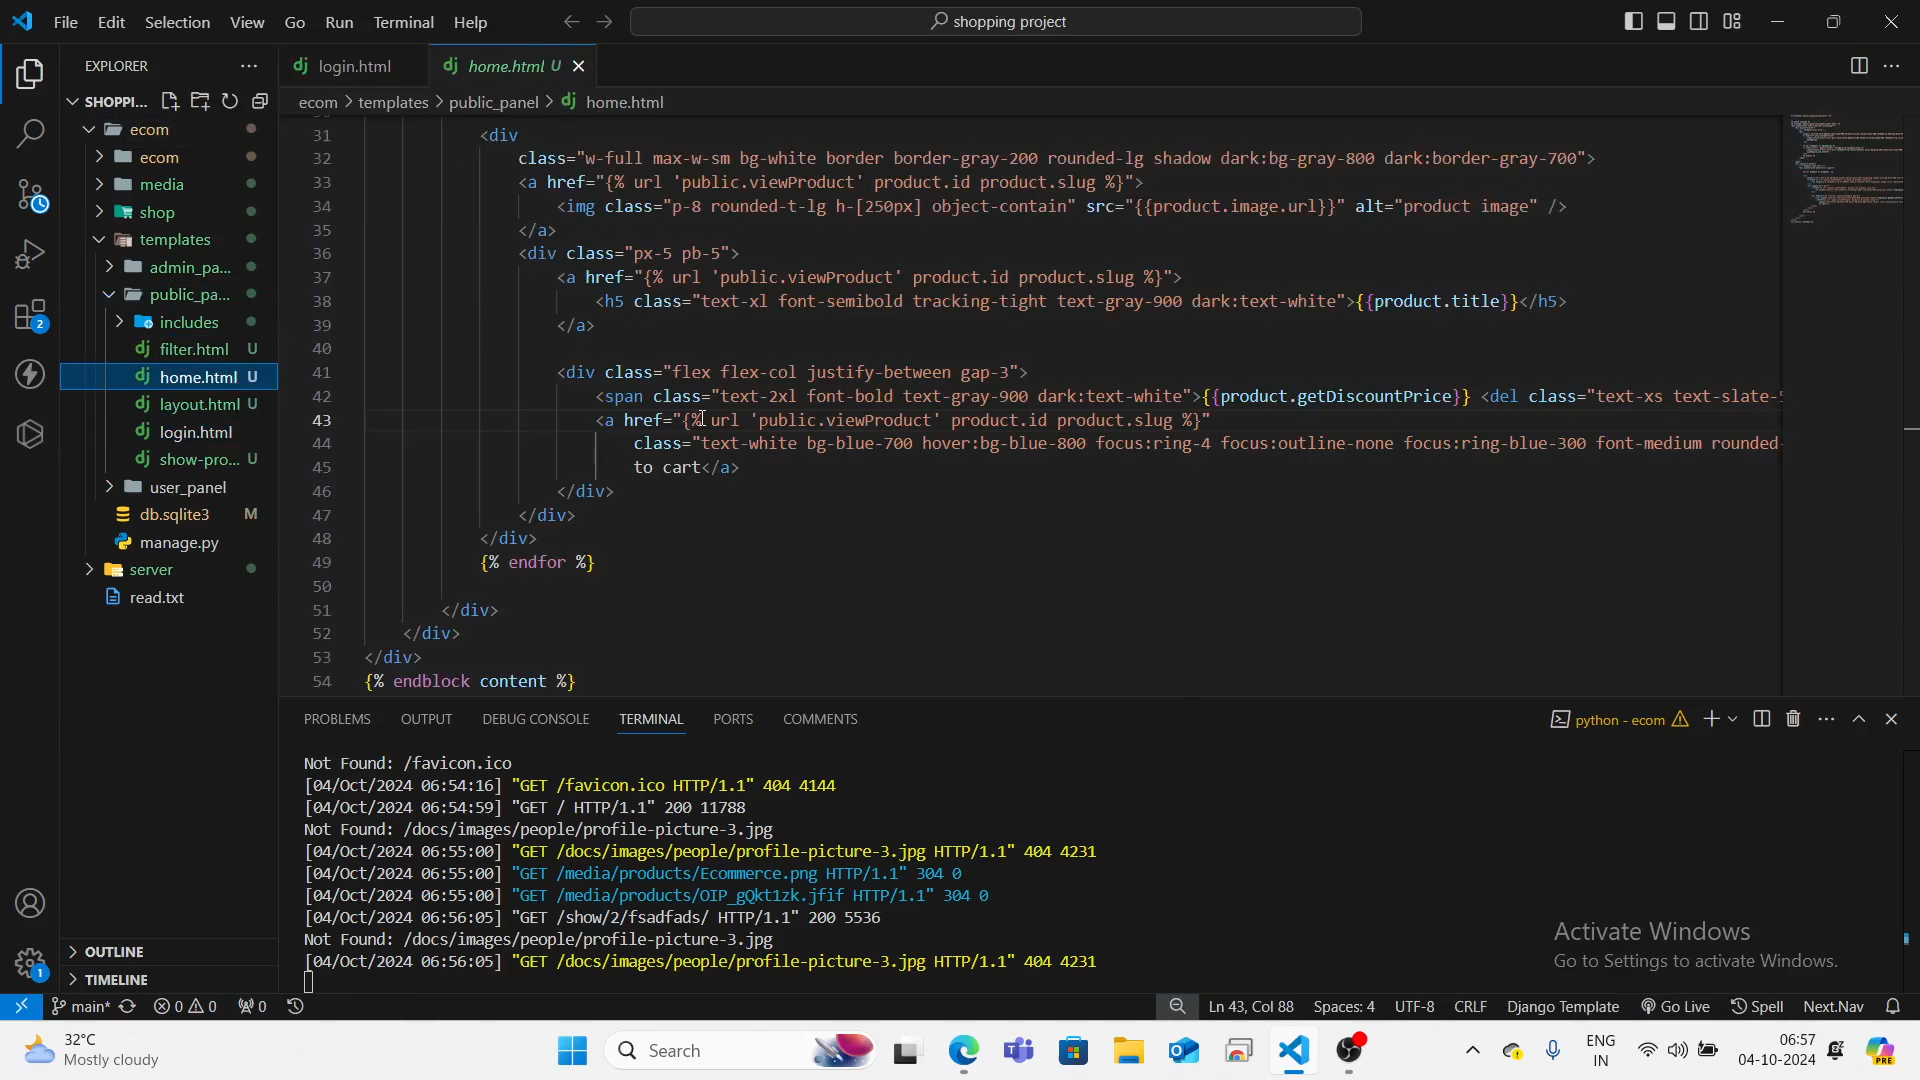 File Edit Selection View Go Run Terminal Help
shopping project
EXPLORER
SHOPPI...
ecom
ecom
media
shop
templates
admin_pa...
public_pa...
includes
filter.html U
home.html U
layout.html U
login.html
show-pro... U
user_panel
db.sqlite3 M
manage.py
server
read.txt
OUTLINE
TIMELINE
2
1
login.html
home.html U
ecom > templates > public_panel > home.html
31 <div
32 class="w-full max-w-sm bg-white border border-gray-200 rounded-lg shadow dark:bg-gray-800 dark:border-gray-700">
33 <a href="{% url 'public.viewProduct' product.id product.slug %}">
34 <img class="p-8 rounded-t-lg h-[250px] object-contain" src="{{product.image.url}}" alt="product image" />
35 </a>
36 <div class="px-5 pb-5">
37 <a href="{% url 'public.viewProduct' product.id product.slug %}">
38 <h5 class="text-xl font-semibold tracking-tight text-gray-900 dark:text-white">{{product.title}}</h5>
39 </a>
40
41 <div class="flex flex-col justify-between gap-3">
42 <span class="text-2xl font-bold text-gray-900 dark:text-white">{{product.getDiscountPrice}} <del class="text-xs text-slate-5
43 <a href="{% url 'public.viewProduct' product.id product.slug %}"
44 class="text-white bg-blue-700 hover:bg-blue-800 focus:ring-4 focus:outline-none focus:ring-blue-300 font-medium rounded-
45 to cart</a>
46 </div>
47 </div>
48 </div>
49 {% endfor %}
50
51 </div>
52 </div>
53 </div>
54 {% endblock content %}
PROBLEMS OUTPUT DEBUG CONSOLE TERMINAL PORTS COMMENTS
python - ecom
Not Found: /favicon.ico
[04/Oct/2024 06:54:16] "GET /favicon.ico HTTP/1.1" 404 4144
[04/Oct/2024 06:54:59] "GET / HTTP/1.1" 200 11788
Not Found: /docs/images/people/profile-picture-3.jpg
[04/Oct/2024 06:55:00] "GET /docs/images/people/profile-picture-3.jpg HTTP/1.1" 404 4231
[04/Oct/2024 06:55:00] "GET /media/products/Ecommerce.png HTTP/1.1" 304 0
[04/Oct/2024 06:55:00] "GET /media/products/OIP_gQkt1zk.jfif HTTP/1.1" 304 0
[04/Oct/2024 06:56:05] "GET /show/2/fsadfads/ HTTP/1.1" 200 5536
Not Found: /docs/images/people/profile-picture-3.jpg
[04/Oct/2024 06:56:05] "GET /docs/images/people/profile-picture-3.jpg HTTP/1.1" 404 4231
Activate Windows
Go to Settings to activate Windows.
main* 0 0 0 Ln 43, Col 88 Spaces: 4 UTF-8 CRLF Django Template Go Live Spell Next.Nav
32°C
Mostly cloudy
Search
ENG
IN
06:57
04-10-2024
PRE